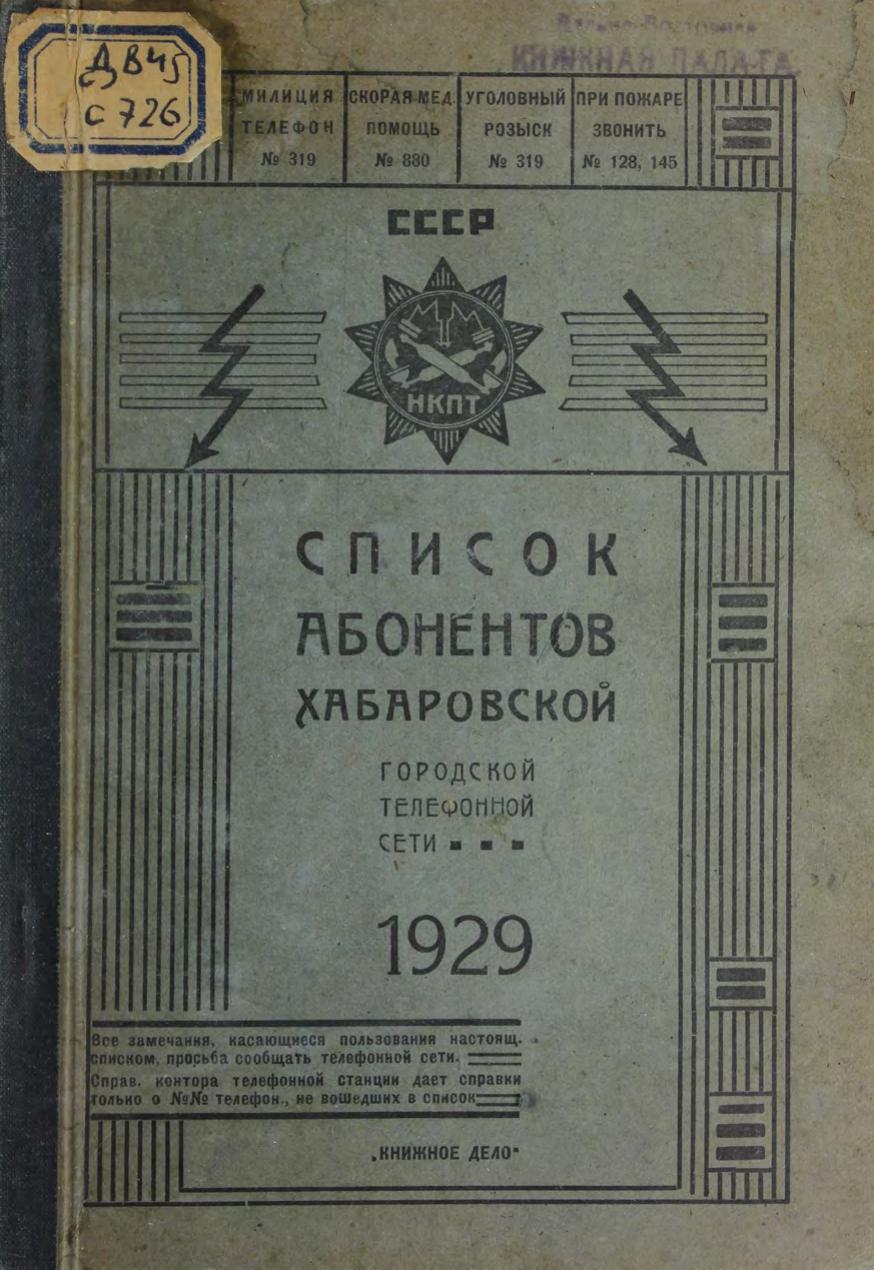 ДВ45
с 726
КНИЖНАЯ ПАЛАТА
МИЛИЦИЯ
ТЕЛЕФОН
№ 319
СКОРАЯ МЕД.
ПОМОЩЬ
№ 880
УГОЛОВНЫЙ
РОЗЫСК
№ 319
ПРИ ПОЖАРЕ
ЗВОНИТЬ
№ 128, 145
СССР
НКПТ
СПИСОК
АБОНЕНТОВ
ХАБАРОВСКОЙ
ГОРОДСКОЙ
ТЕЛЕФОННОЙ
СЕТИ
1929
Все замечания, касающиеся пользования настоящ.
списком, просьба сообщать телефонной сети.
Справ. контора телефонной станции дает справки
только о №№ телефон., не вошедших в список
„КНИЖНОЕ ДЕЛО"